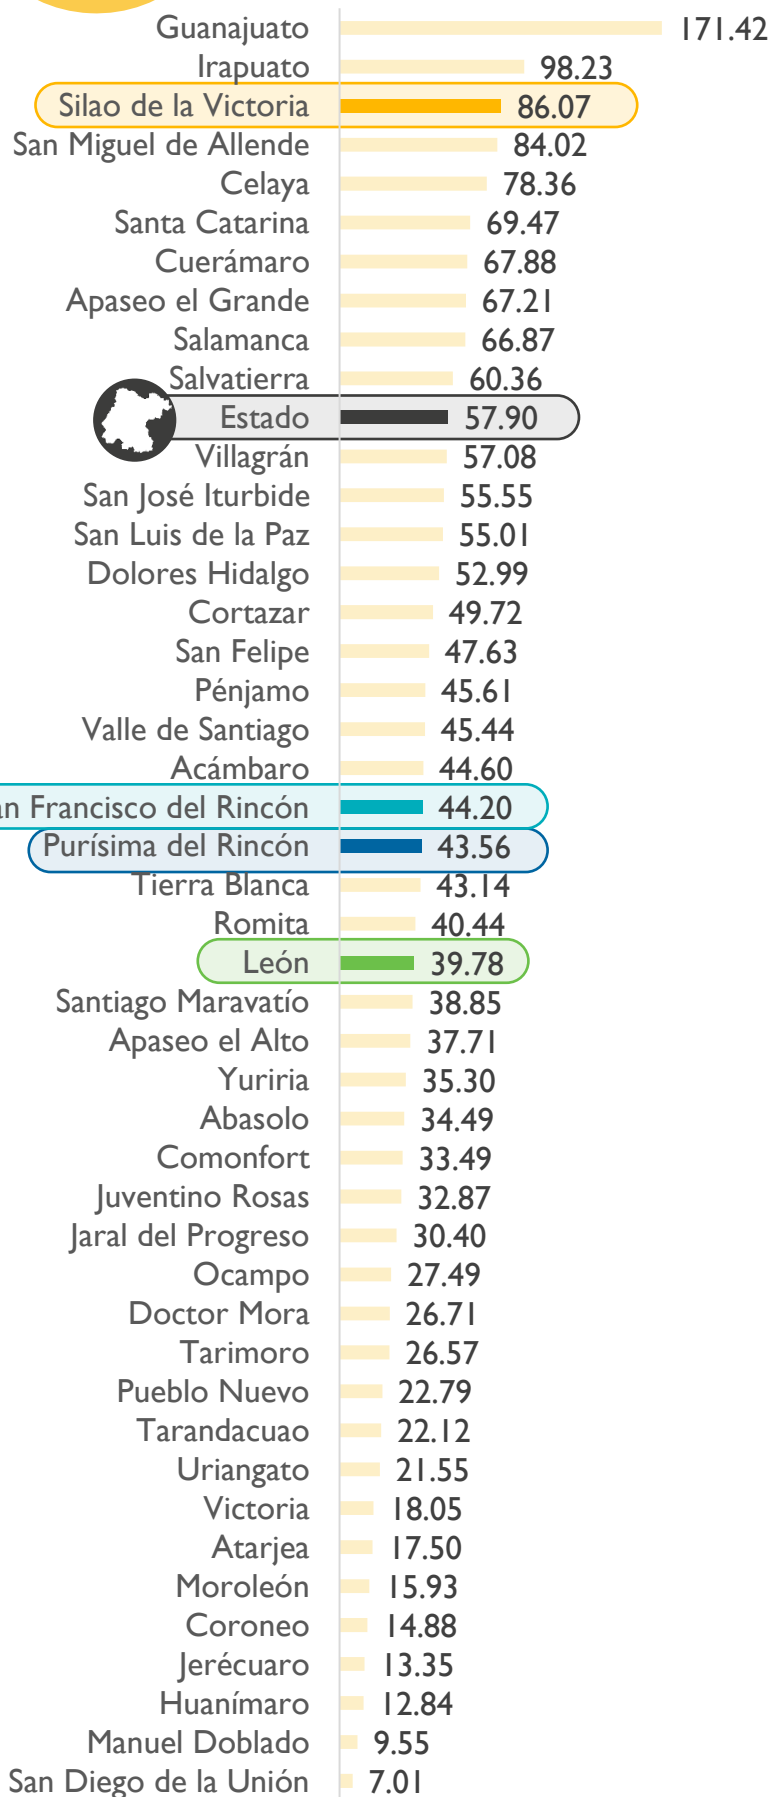 Guanajuato 171.42
Irapuato 98.23
Silao de la Victoria 86.07
San Miguel de Allende 84.02
Celaya 78.36
Santa Catarina 69.47
Cuerámaro 67.88
Apaseo el Grande 67.21
Salamanca 66.87
Salvatierra 60.36
Estado 57.90
Villagrán 57.08
San José Iturbide 55.55
San Luis de la Paz 55.01
Dolores Hidalgo 52.99
Cortazar 49.72
San Felipe 47.63
Pénjamo 45.61
Valle de Santiago 45.44
Acámbaro 44.60
an Francisco del Rincón 44.20
Purísima del Rincón 43.56
Tierra Blanca 43.14
Romita 40.44
León 39.78
Santiago Maravatío 38.85
Apaseo el Alto 37.71
Yuriria 35.30
Abasolo 34.49
Comonfort 33.49
Juventino Rosas 32.87
Jaral del Progreso 30.40
Ocampo 27.49
Doctor Mora 26.71
Tarimoro 26.57
Pueblo Nuevo 22.79
Tarandacuao 22.12
Uriangato 21.55
Victoria 18.05
Atarjea 17.50
Moroleón 15.93
Coroneo 14.88
Jerécuaro 13.35
Huanímaro 12.84
Manuel Doblado 9.55
San Diego de la Unión 7.01